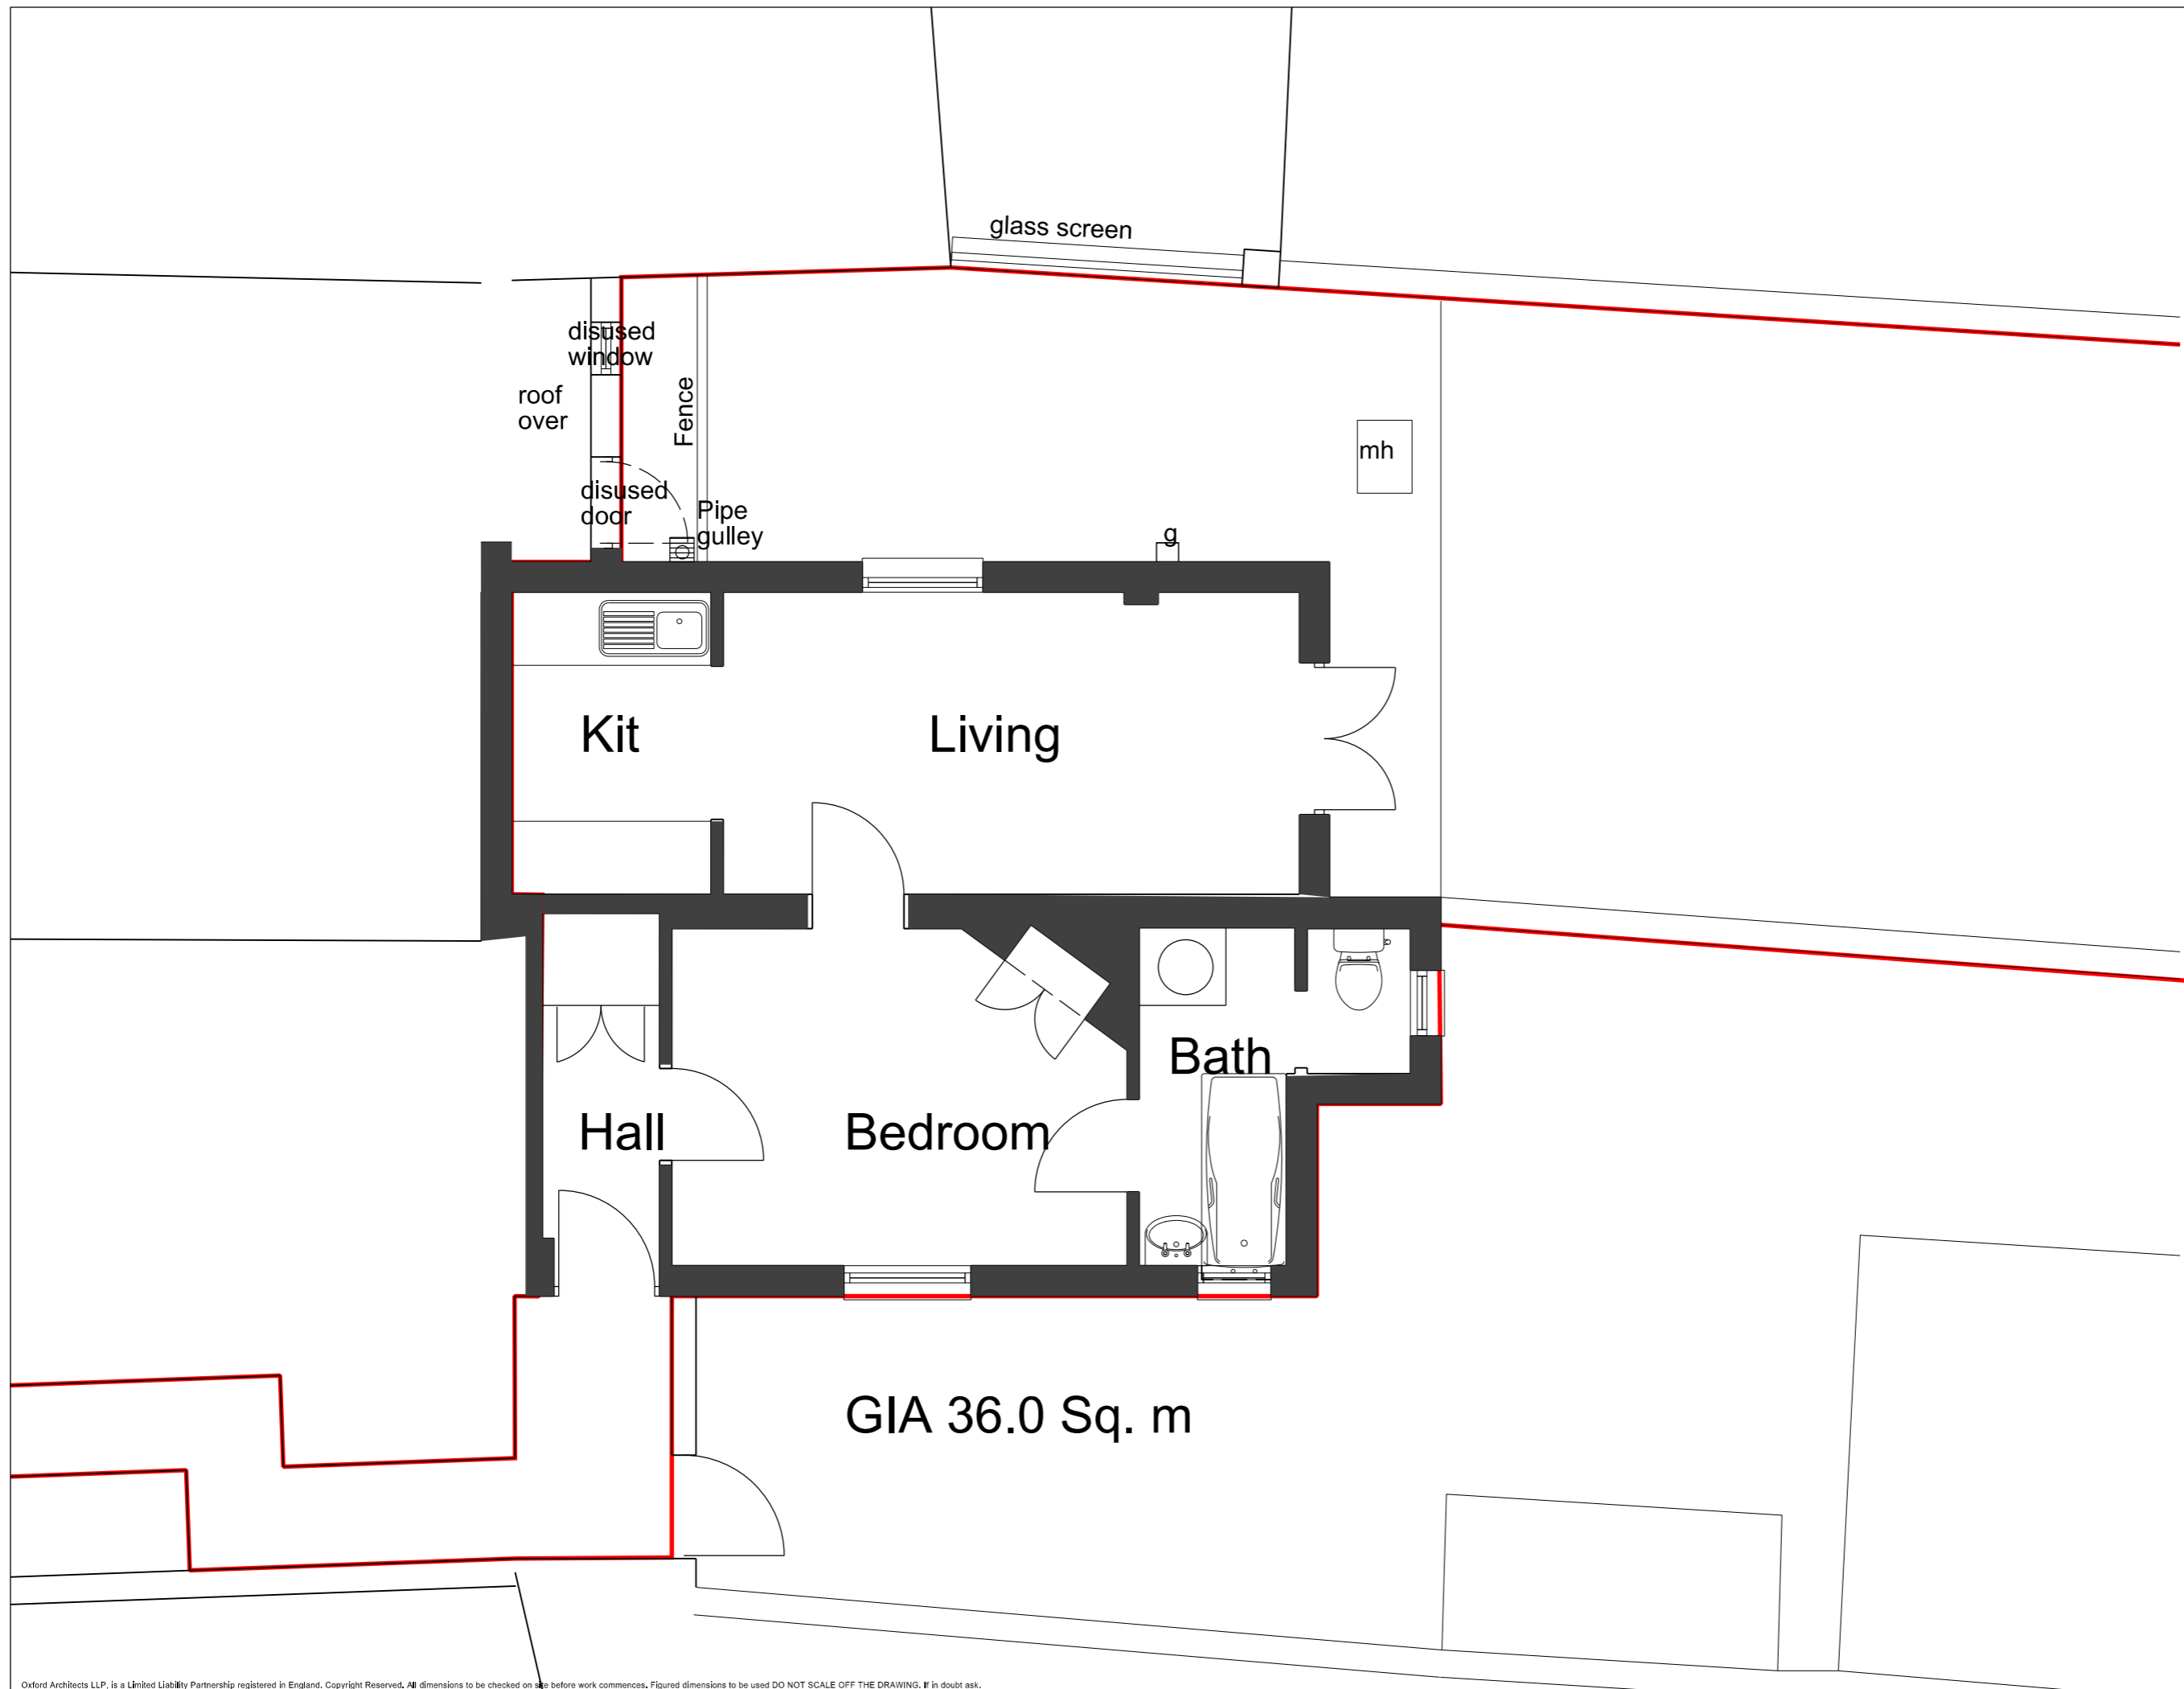 glass screen
disused
window
roof
over
Fence
mh
disused
door
Pipe
gulley
g
Kit
Living
Bath
Hall
Bedroom
GIA 36.0 Sq. m
Oxford Architects LLP, is a Limited Liability Partnership registered in England. Copyright Reserved. All dimensions to be checked on site before work commences. Figured dimensions to be used DO NOT SCALE OFF THE DRAWING. If in doubt ask.